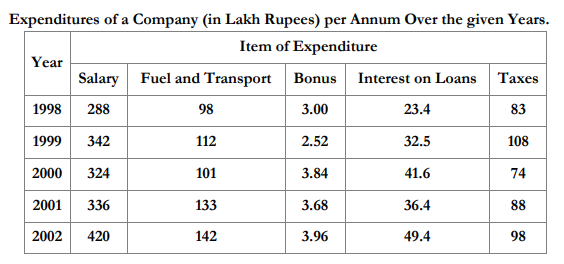 Expenditures of a Company (in Lakh Rupees) per Annum Over the given Years.
Year
Item of Expenditure
Salary Fuel and Transport Bonus Interest on Loans Taxes
1998 288 98 3.00 23.4 83
1999 342 112 2.52 32.5 108
2000 324 101 3.84 41.6 74
2001 336 133 3.68 36.4 88
2002 420 142 3.96 49.4 98